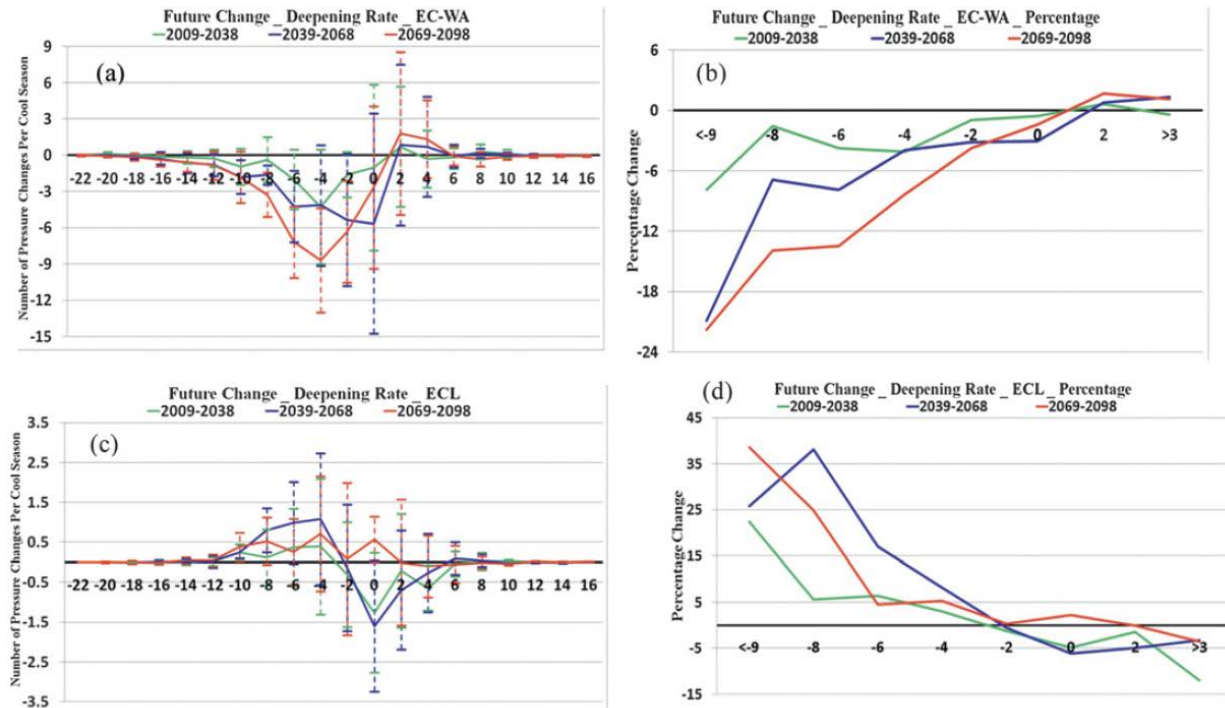 Future Change _ Deepening Rate _ EC-WA
2009-2038 2039-2068 2069-2098
(a)
Number of Pressure Changes Per Cool Season
9
6
3
0
-3
-6
-9
-12
-15
-22 -20 -18 -16 -14 -12 -10 -8 -6 -4 -2 0 2 4 6 8 10 12 14 16
Future Change _ Deepening Rate _ EC-WA _ Percentage
2009-2038 2039-2068 2069-2098
(b)
Percentage Change
6
0
-6
-12
-18
-24
<-9 -8 -6 -4 -2 0 2 >3
Future Change _ Deepening Rate _ ECL
2009-2038 2039-2068 2069-2098
(c)
Number of Pressure Changes Per Cool Season
3.5
2.5
1.5
0.5
-0.5
-1.5
-2.5
-3.5
-22 -20 -18 -16 -14 -12 -10 -8 -6 -4 -2 0 2 4 6 8 10 12 14 16
Future Change _ Deepening Rate _ ECL _ Percentage
2009-2038 2039-2068 2069-2098
(d)
Percentage Change
45
35
25
15
5
-5
-15
<-9 -8 -6 -4 -2 0 2 >3